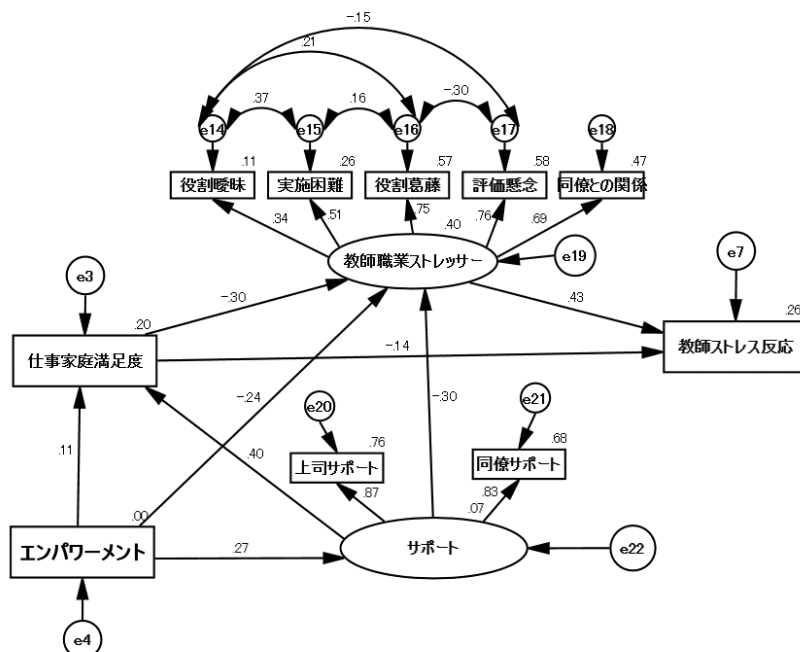 -.15
.21
.37
.16
-.30
e14
e15
e16
e17
e18
.11
.26
.57
.58
.47
役割曖昧
実施困難
役割葛藤
評価懸念
同僚との関係
.34
.51
.75
.76
.69
.40
教師職業ストレッサー
e19
e3
e7
-.30
.43
.20
.26
仕事家庭満足度
教師ストレス反応
-.14
-.24
-.30
e20
e21
.76
.68
上司サポート
同僚サポート
.11
.40
.87
.83
.07
.00
エンパワーメント
.27
サポート
e22
e4